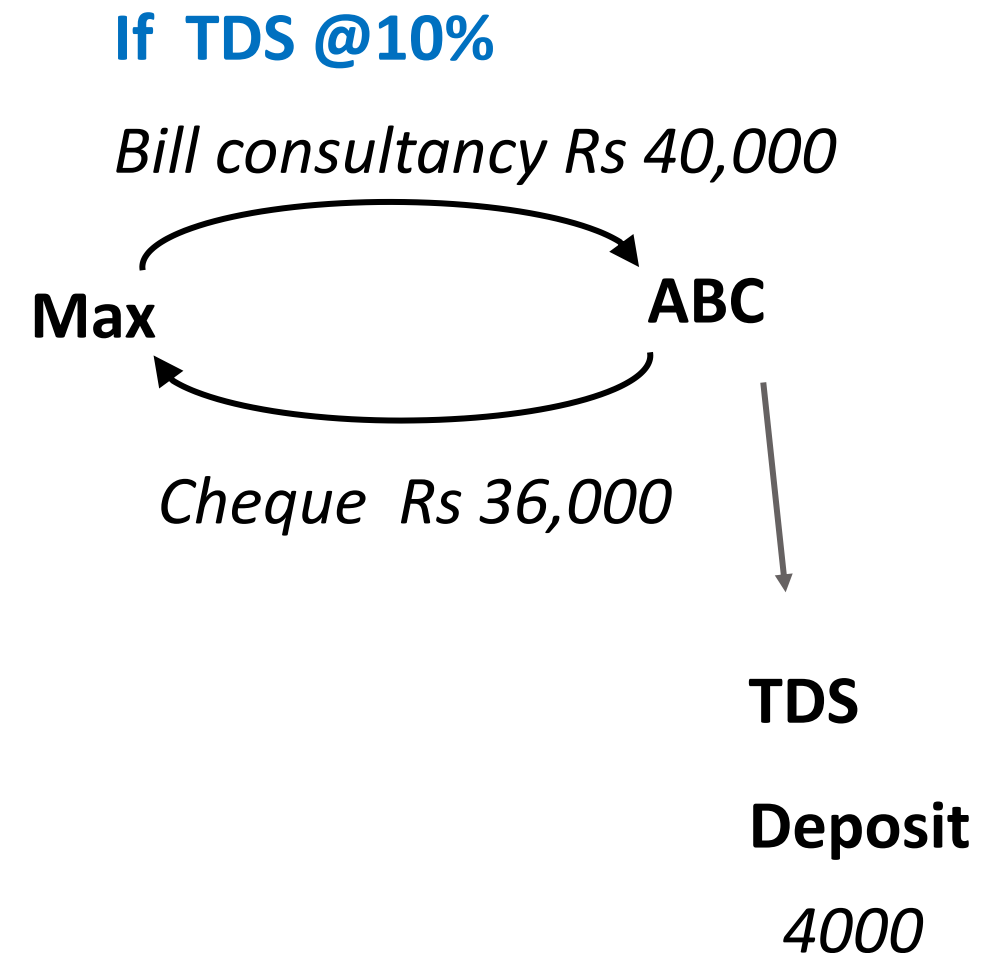 If TDS @10%
Bill consultancy Rs 40,000
Max
ABC
Cheque Rs 36,000
TDS
Deposit
4000